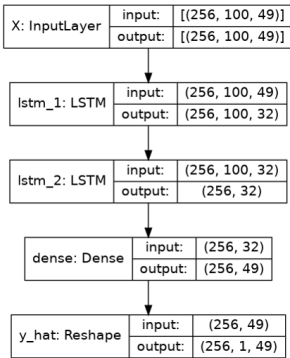 X: InputLayer input: [(256, 100, 49)]
output: [(256, 100, 49)]
lstm_1: LSTM input: (256, 100, 49)
output: (256, 100, 32)
lstm_2: LSTM input: (256, 100, 32)
output: (256, 32)
dense: Dense input: (256, 32)
output: (256, 49)
y_hat: Reshape input: (256, 49)
output: (256, 1, 49)